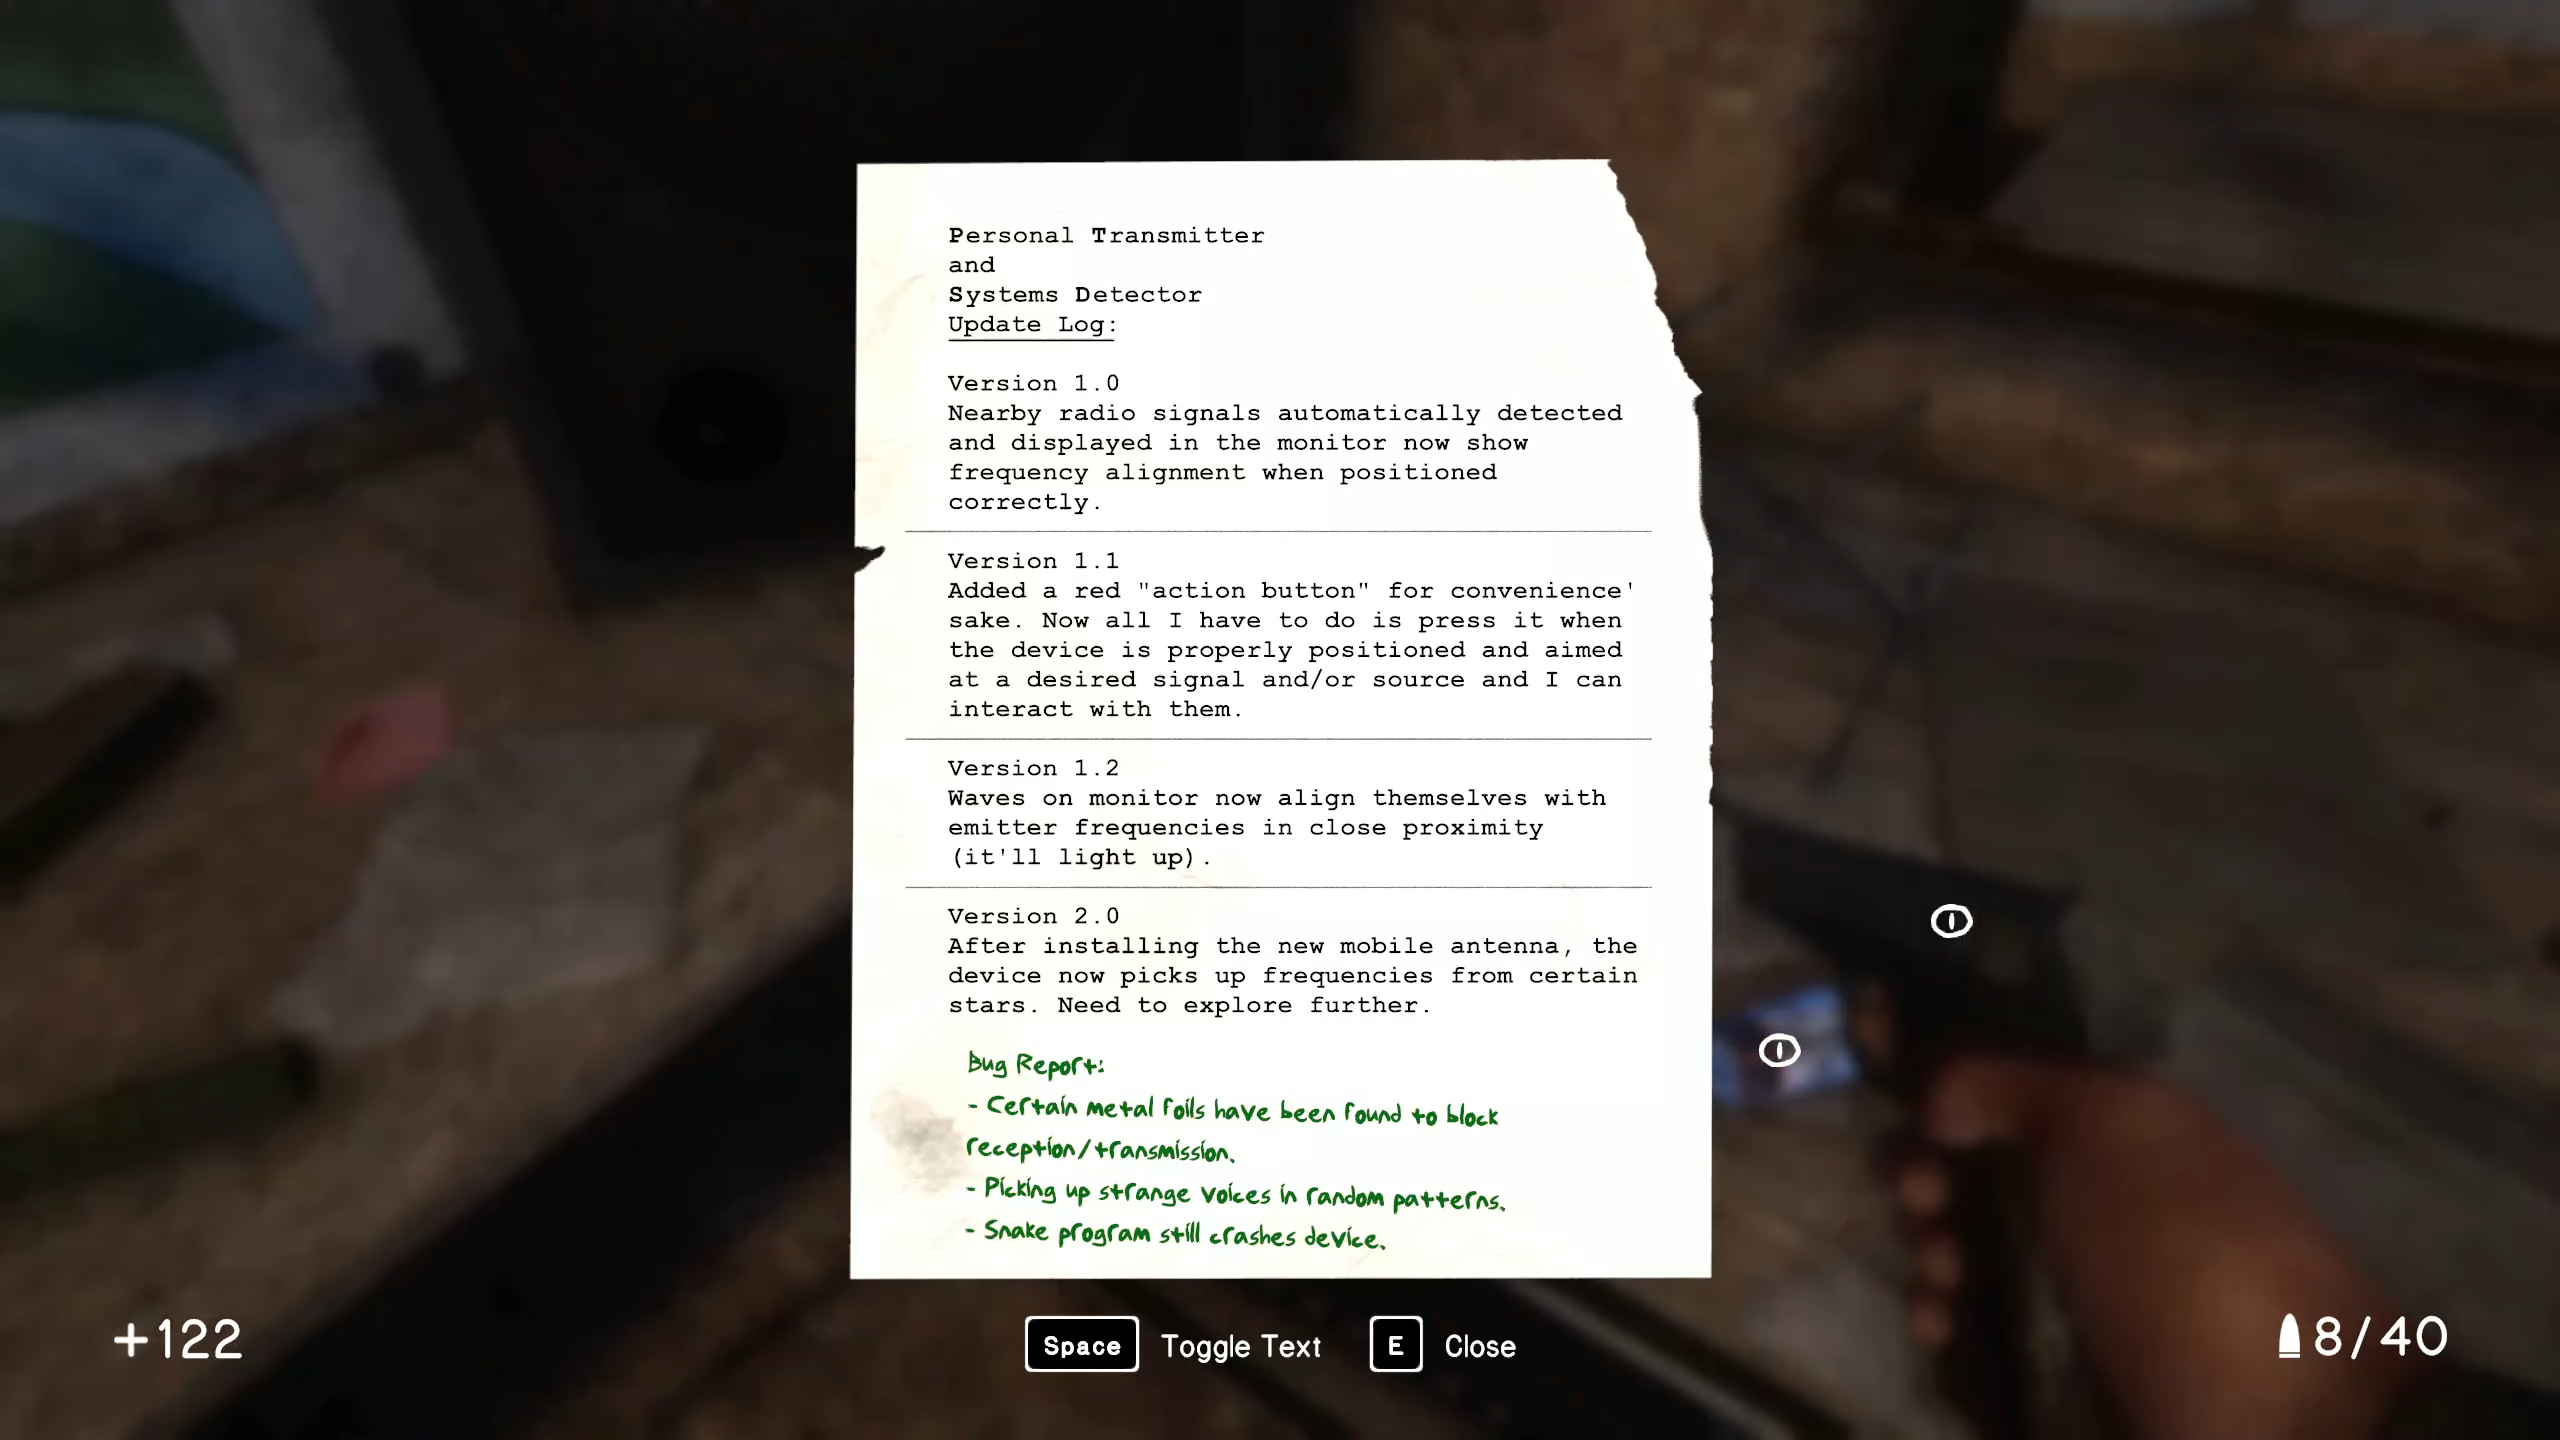 Personal Transmitter
and
Systems Detector
Update Log:
Version 1.0
Nearby radio signals automatically detected
and displayed in the monitor now show
frequency alignment when positioned
correctly.
Version 1.1
Added a red "action button" for convenience'
sake. Now all I have to do is press it when
the device is properly positioned and aimed
at a desired signal and/or source and I can
interact with them.
Version 1.2
Waves on monitor now align themselves with
emitter frequencies in close proximity
(it'll light up).
Version 2.0
After installing the new mobile antenna, the
device now picks up frequencies from certain
stars. Need to explore further.
Bug Report:
- Certain metal foils have been found to block
reception/transmission.
- Picking up strange voices in random patterns.
- Snake program still crashes device.
+122
Space Toggle Text E Close
8/40